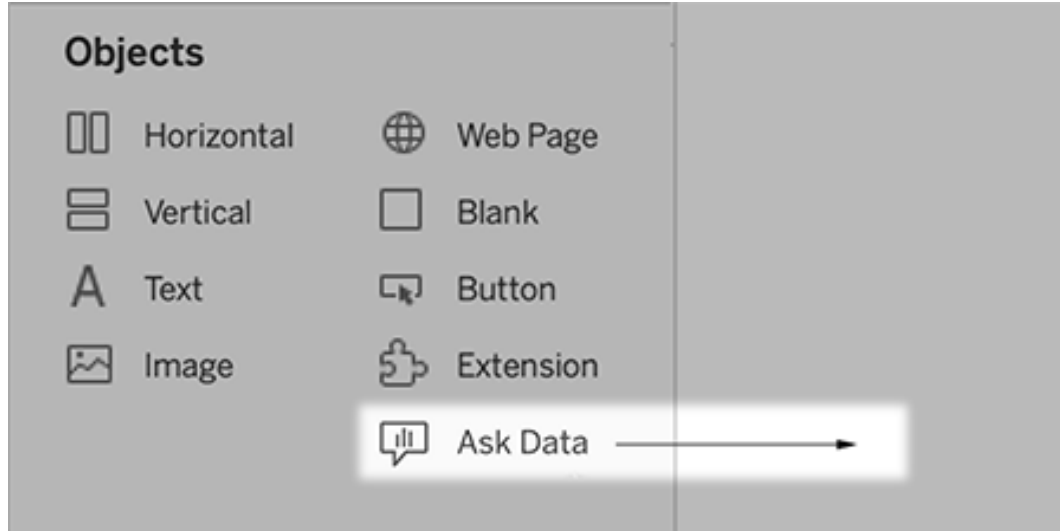 Objects
Horizontal
Web Page
Vertical
Blank
Text
Button
Image
Extension
Ask Data